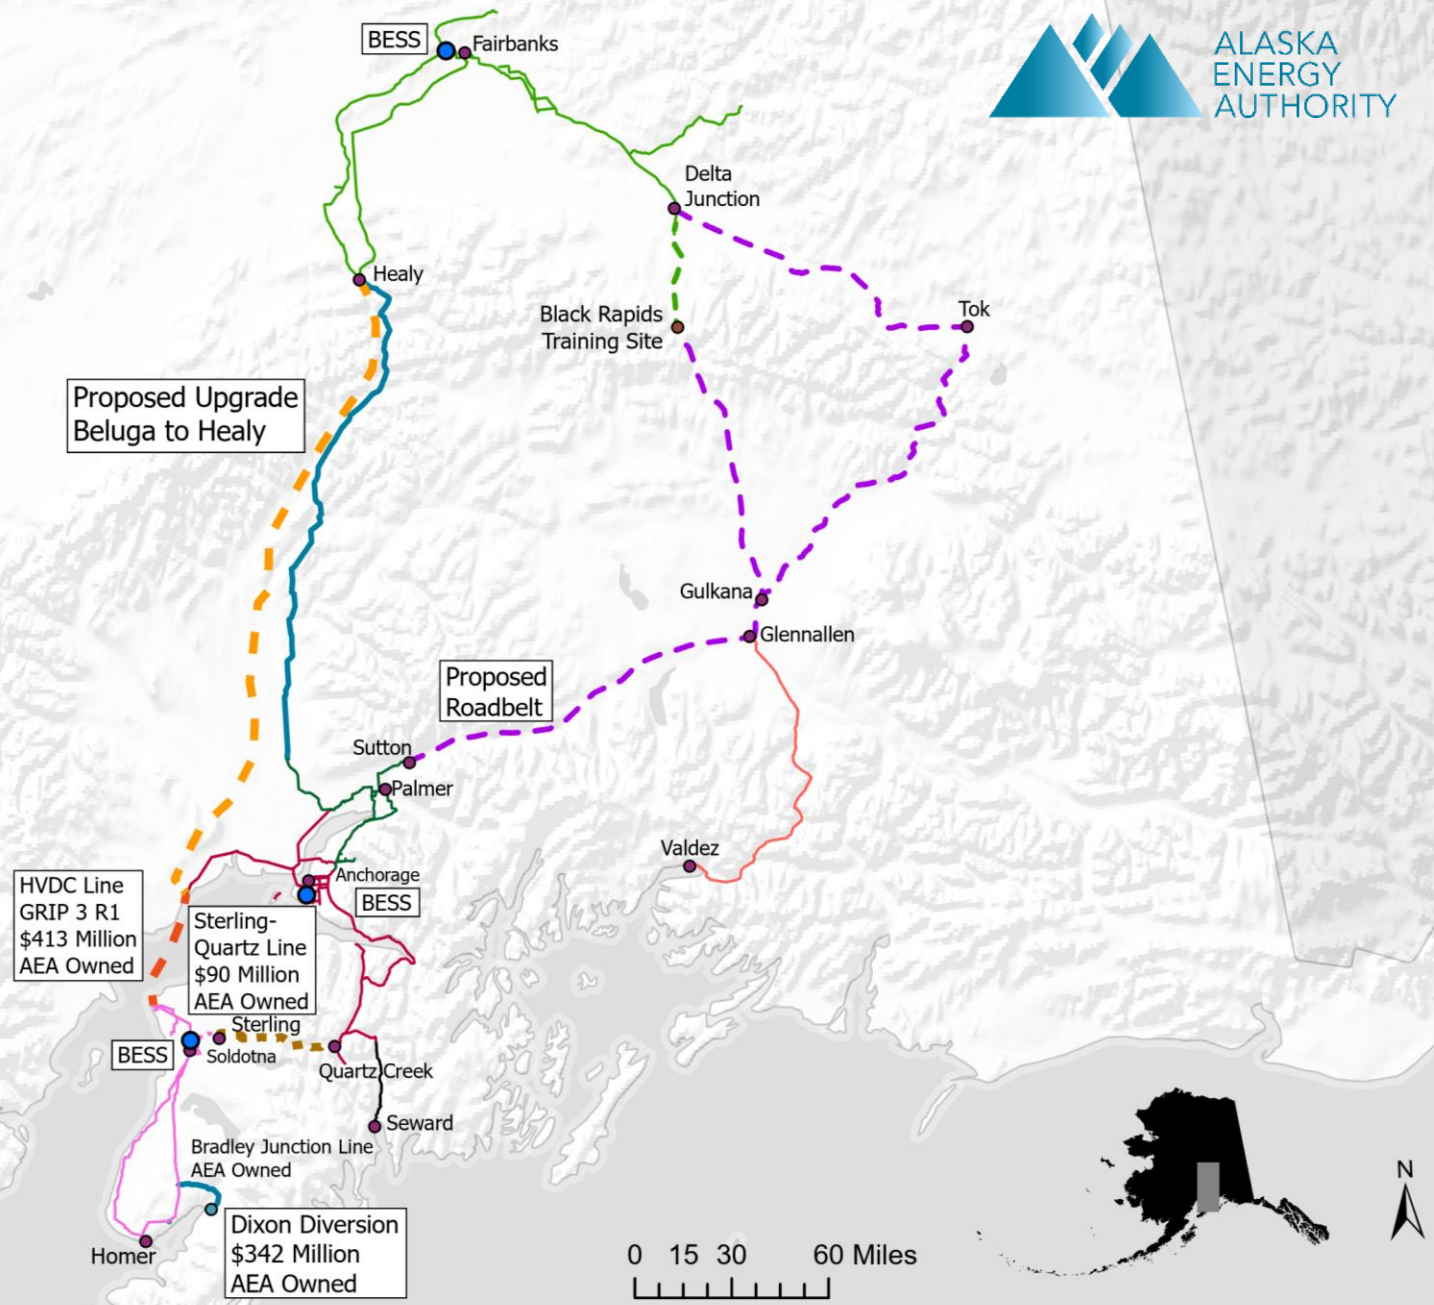 BESS
Fairbanks
ALASKA
ENERGY
AUTHORITY
Delta
Junction
Healy
Black Rapids
Training Site
Tok
Proposed Upgrade
Beluga to Healy
Gulkana
Glennallen
Proposed
Roadbelt
Sutton
Palmer
Valdez
Anchorage
BESS
HVDC Line
GRIP 3 R1
$413 Million
AEA Owned
Sterling-
Quartz Line
$90 Million
AEA Owned
Sterling
BESS
Soldotna
Quartz Creek
Seward
Bradley Junction Line
AEA Owned
Dixon Diversion
$342 Million
AEA Owned
Homer
0 15 30 60 Miles
N